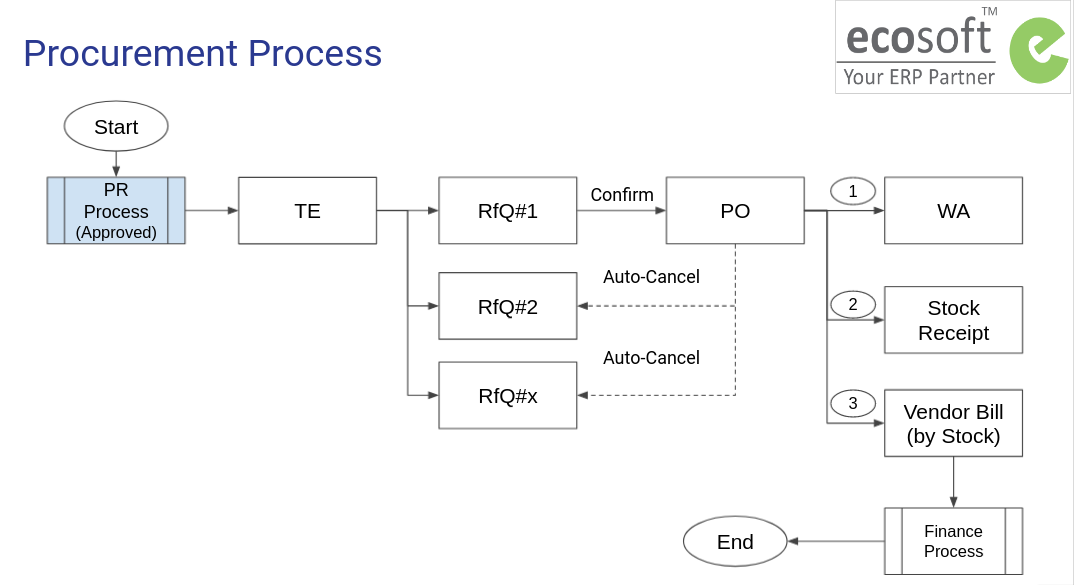 Procurement Process
ecosoft™
Your ERP Partner
Start
PR
Process
(Approved)
TE
RfQ#1
Confirm
PO
1
WA
Auto-Cancel
RfQ#2
2
Stock
Receipt
Auto-Cancel
RfQ#x
3
Vendor Bill
(by Stock)
End
Finance
Process